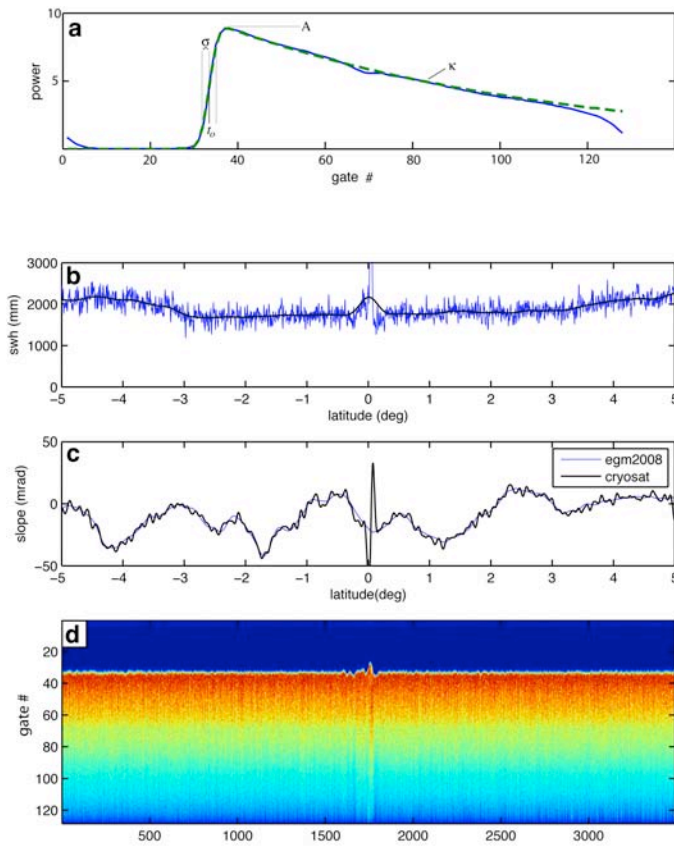 a
10
5
power
σ
A
κ
t₀
0
20
40
60
80
100
120
gate #
b
3000
2000
1000
0
swh (mm)
−5
−4
−3
−2
−1
0
1
2
3
4
5
latitude (deg)
c
50
0
−50
slope (mrad)
egm2008
cryosat
−5
−4
−3
−2
−1
0
1
2
3
4
5
latitude(deg)
d
20
40
60
80
100
120
gate #
500
1000
1500
2000
2500
3000